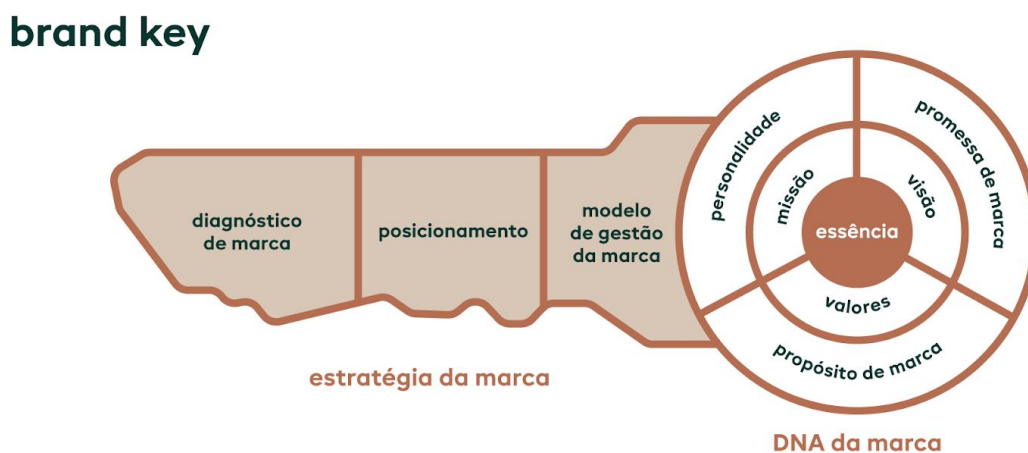 brand key
diagnóstico
de marca
posicionamento
modelo
de gestão
da marca
personalidade
promessa de marca
missão
visão
essência
valores
propósito de marca
estratégia da marca
DNA da marca